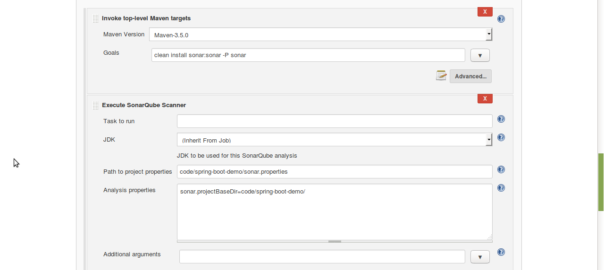 X
Invoke top-level Maven targets
Maven Version
Maven-3.5.0
Goals
clean install sonar:sonar -P sonar
Advanced...
X
Execute SonarQube Scanner
Task to run
JDK
(Inherit From Job)
JDK to be used for this SonarQube analysis
Path to project properties
code/spring-boot-demo/sonar.properties
Analysis properties
sonar.projectBaseDir=code/spring-boot-demo/
Additional arguments